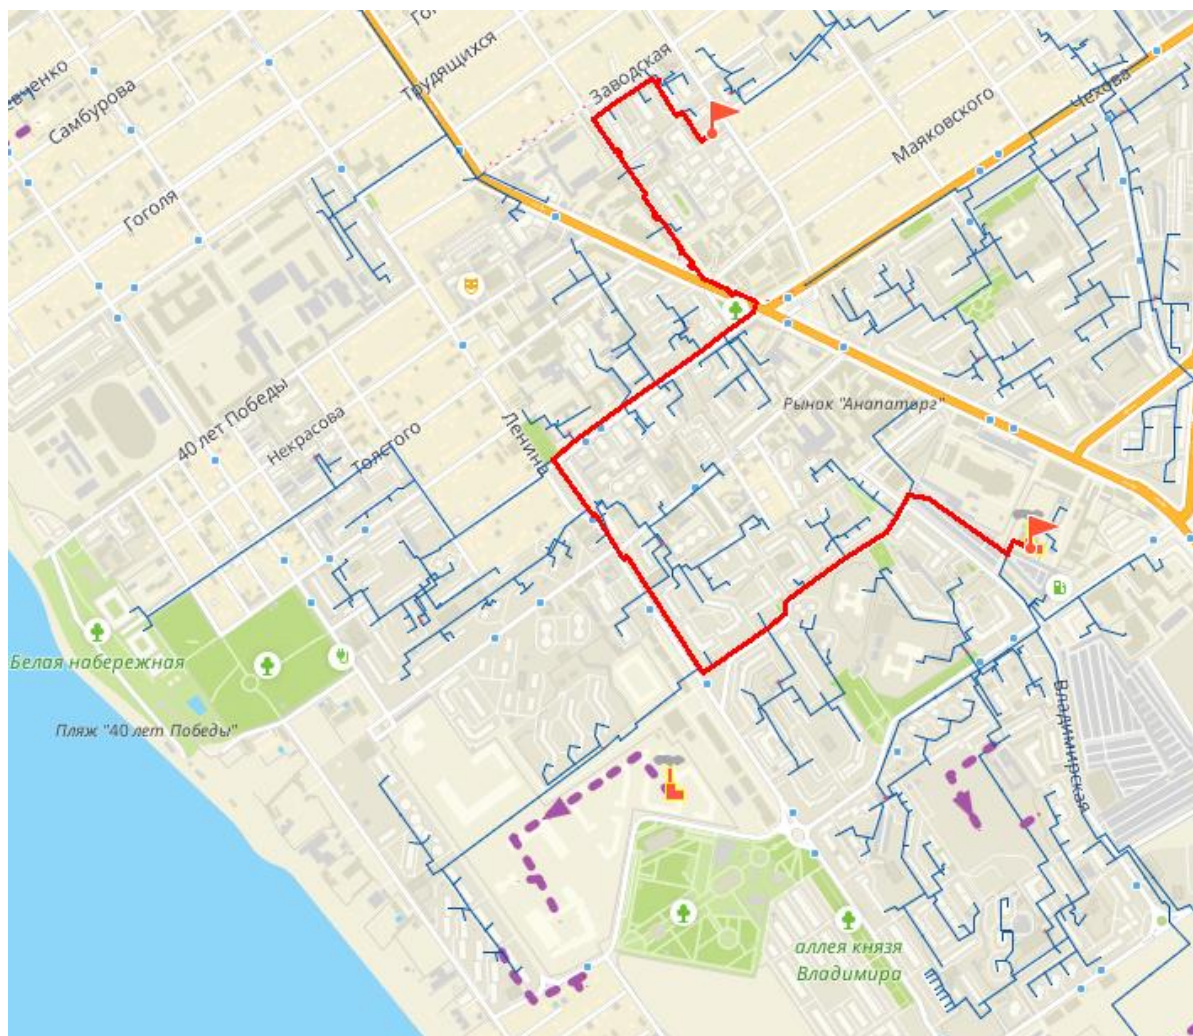 Трудящихся
Заводская
Самбурова
Чехова
Маяковского
Гоголя
40 лет Победы
Некрасова
Толстого
Рынок "Анапаторг"
Белая набережная
Пляж "40 лет Победы"
Владимирская
аллея князя
Владимира